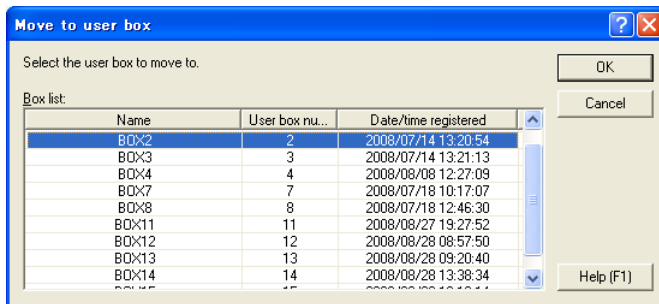 Move to user box
Select the user box to move to.
OK
Box list:
Cancel
Name User box nu... Date/time registered
BOX2 2 2008/07/14 13:20:54
BOX3 3 2008/07/14 13:21:13
BOX4 4 2008/08/08 12:27:09
BOX7 7 2008/07/18 10:17:07
BOX8 8 2008/07/18 12:46:30
BOX11 11 2008/08/27 19:27:52
BOX12 12 2008/08/28 08:57:50
BOX13 13 2008/08/28 09:20:40
BOX14 14 2008/08/28 13:38:34
Help (F1)